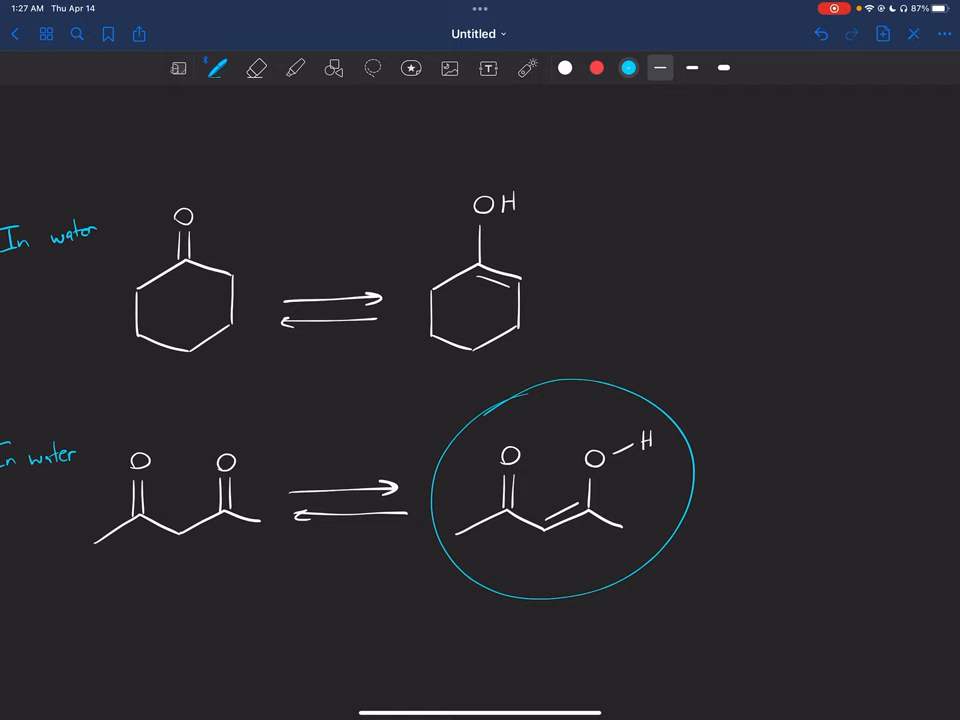 1:27 AM Thu Apr 14
87%
Untitled
T
O
OH
In water
O
O
O
O
H
In water